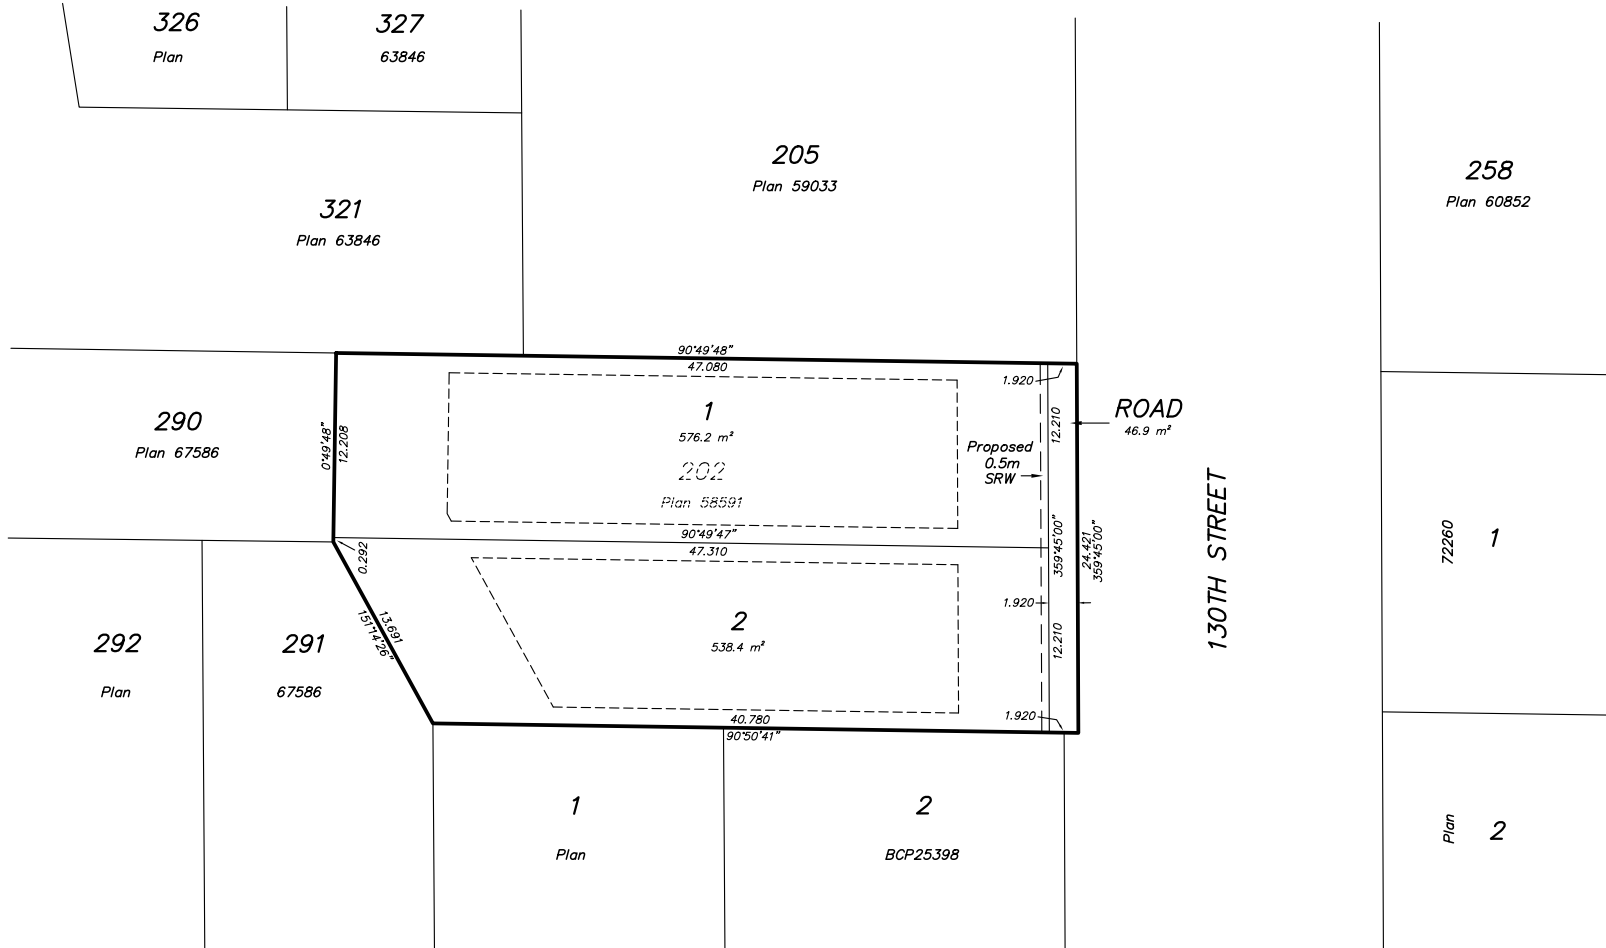 326
Plan
327
63846
205
Plan 59033
258
Plan 60852
321
Plan 63846
90°49'48"
47.080
1.920
290
Plan 67586
0°49'48"
12.208
1
576.2 m²
202
Plan 58591
Proposed
0.5m
SRW
12.210
ROAD
46.9 m²
90°49'47"
47.310
0.292
359°45'00"
24.421
359°45'00"
130TH STREET
72260
1
13.691
151°14'26"
2
538.4 m²
1.920
12.210
292
Plan
291
67586
40.780
90°50'41"
1.920
1
Plan
2
BCP25398
Plan
2